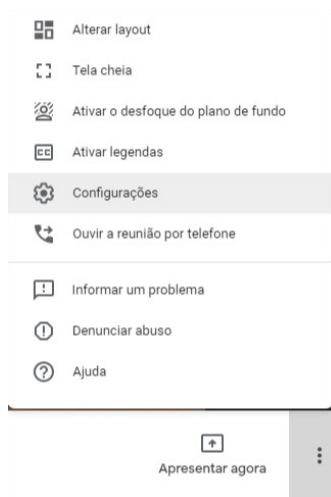 Alterar layout
Tela cheia
Ativar o desfoque do plano de fundo
CC Ativar legendas
Configurações
Ouvir a reunião por telefone
Informar um problema
Denunciar abuso
Ajuda
Apresentar agora